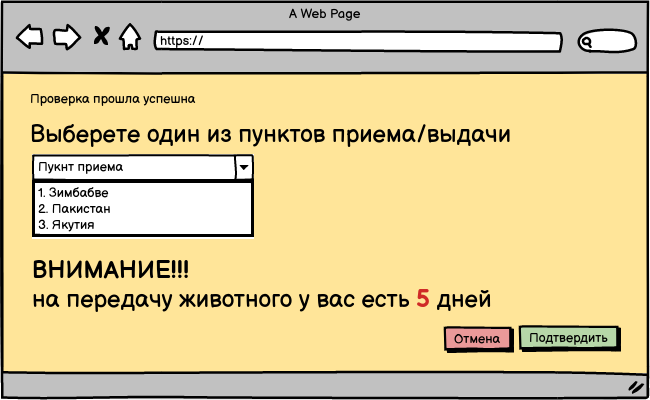 A Web Page
https://
Проверка прошла успешна
Выберете один из пунктов приема/выдачи
Пукнт приема
1. Зимбабве
2. Пакистан
3. Якутия
ВНИМАНИЕ!!!
на передачу животного у вас есть 5 дней
Отмена
Подтвердить